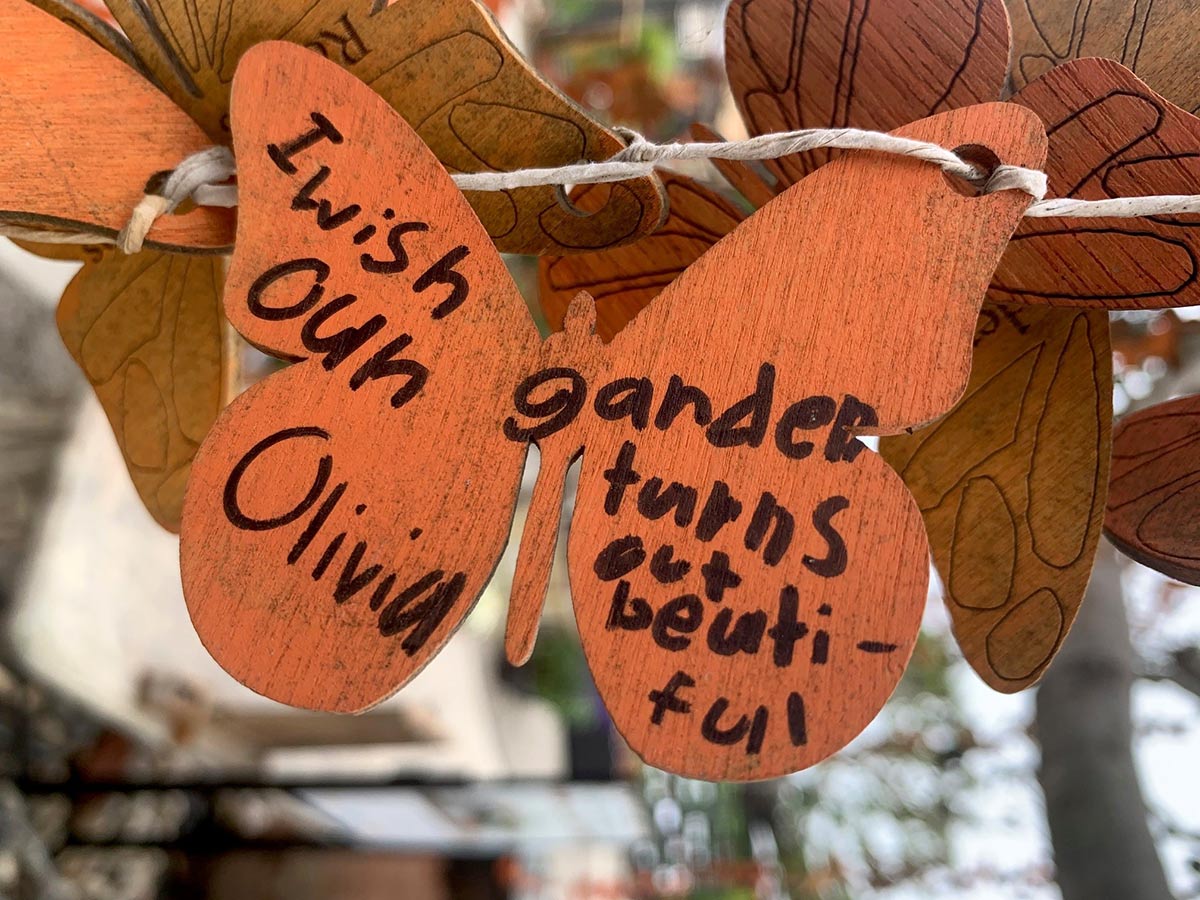 I wish
Our
Olivia
garden
turns
out
beuti-
ful